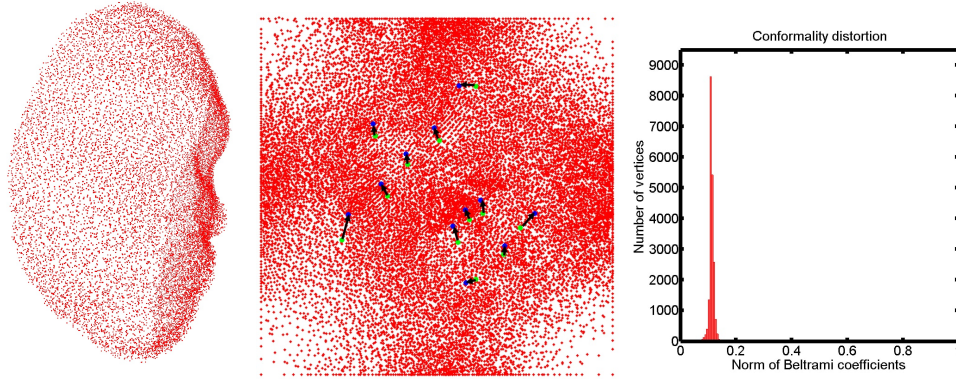 Conformality distortion
Number of vertices
9000
8000
7000
6000
5000
4000
3000
2000
1000
0
0 0.2 0.4 0.6 0.8
Norm of Beltrami coefficients